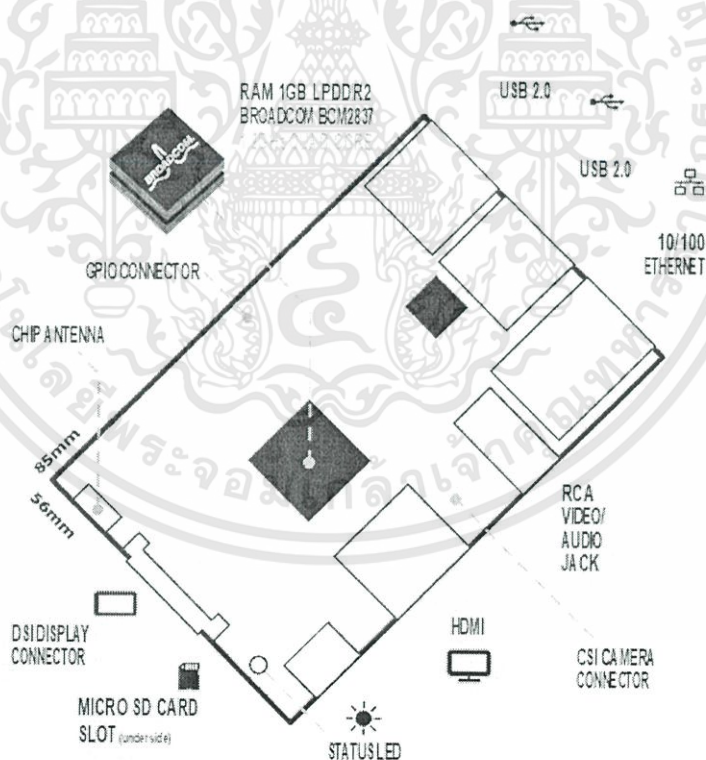 USB 2.0
RAM 1GB LPDDR2
BROADCOM BCM2837
BROADCOM
USB 2.0
10/100
ETHERNET
GPIO CONNECTOR
CHIP ANTENNA
85mm
56mm
RCA
VIDEO/
AUDIO
JACK
DSI DISPLAY
CONNECTOR
HDMI
CSI CAMERA
CONNECTOR
MICRO SD CARD
SLOT (underside)
STATUS LED